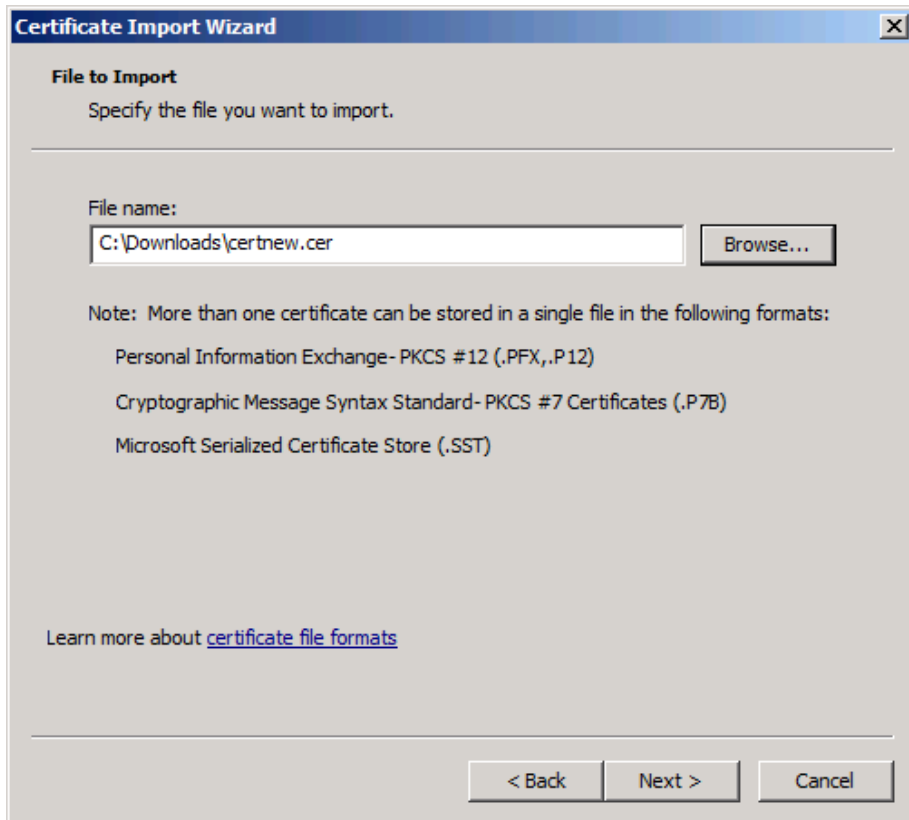 Certificate Import Wizard
File to Import
Specify the file you want to import.
File name:
C:\Downloads\certnew.cer
Browse...
Note:  More than one certificate can be stored in a single file in the following formats:
Personal Information Exchange- PKCS #12 (.PFX,.P12)
Cryptographic Message Syntax Standard- PKCS #7 Certificates (.P7B)
Microsoft Serialized Certificate Store (.SST)
Learn more about certificate file formats
< Back
Next >
Cancel